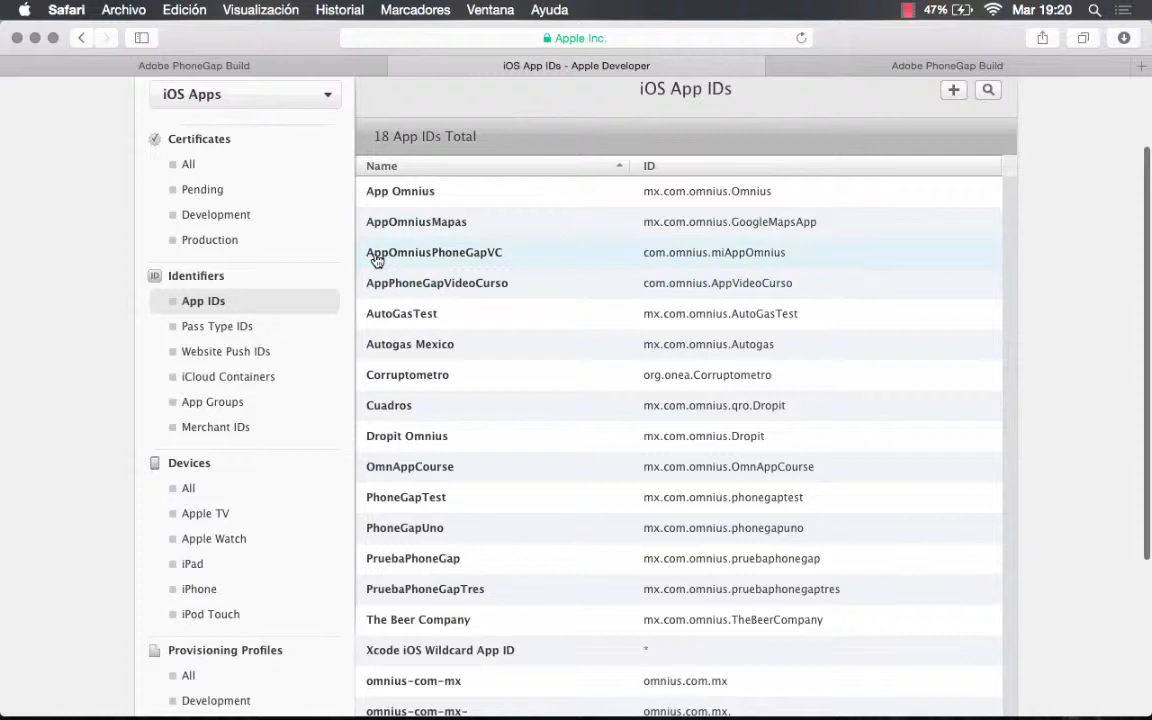 Safari Archivo Edición Visualización Historial Marcadores Ventana Ayuda 47% Mar 19:20
Apple Inc.
Adobe PhoneGap Build iOS App IDs - Apple Developer Adobe PhoneGap Build
iOS Apps
Certificates
All
Pending
Development
Production
Identifiers
App IDs
Pass Type IDs
Website Push IDs
iCloud Containers
App Groups
Merchant IDs
Devices
All
Apple TV
Apple Watch
iPad
iPhone
iPod Touch
Provisioning Profiles
All
Development
iOS App IDs
18 App IDs Total
Name ID
App Omnius mx.com.omnius.Omnius
AppOmniusMapas mx.com.omnius.GoogleMapsApp
AppOmniusPhoneGapVC com.omnius.miAppOmnius
AppPhoneGapVideoCurso com.omnius.AppVideoCurso
AutoGasTest mx.com.omnius.AutoGasTest
Autogas Mexico mx.com.omnius.Autogas
Corruptometro org.onea.Corruptometro
Cuadros mx.com.omnius.qro.Dropit
Dropit Omnius mx.com.omnius.Dropit
OmnAppCourse mx.com.omnius.OmnAppCourse
PhoneGapTest mx.com.omnius.phonegaptest
PhoneGapUno mx.com.omnius.phonegapuno
PruebaPhoneGap mx.com.omnius.pruebaphonegap
PruebaPhoneGapTres mx.com.omnius.pruebaphonegaptres
The Beer Company mx.com.omnius.TheBeerCompany
Xcode iOS Wildcard App ID *
omnius-com-mx omnius.com.mx
omnius-com-mx- omnius.com.mx.